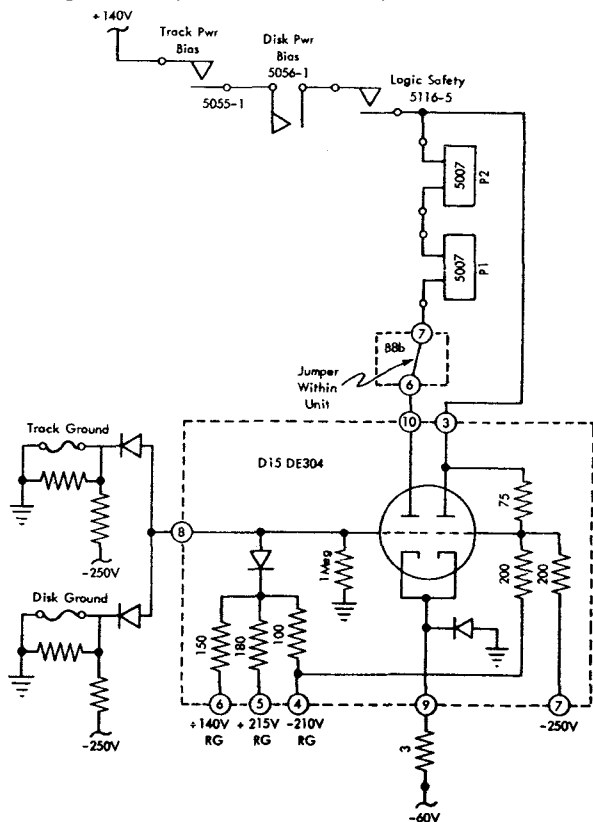 +140V
Track Pwr
Bias
5055-1
Disk Pwr
Bias
5056-1
Logic Safety
5116-5
5007
P2
5007
P1
7
B8b
6
Jumper
Within
Unit
10
3
D15 DE304
Track Ground
-250V
8
Disk Ground
-250V
1Meg
75
200
200
150
180
100
6
5
4
9
7
+140V
RG
+215V
RG
-210V
RG
-250V
3
-60V